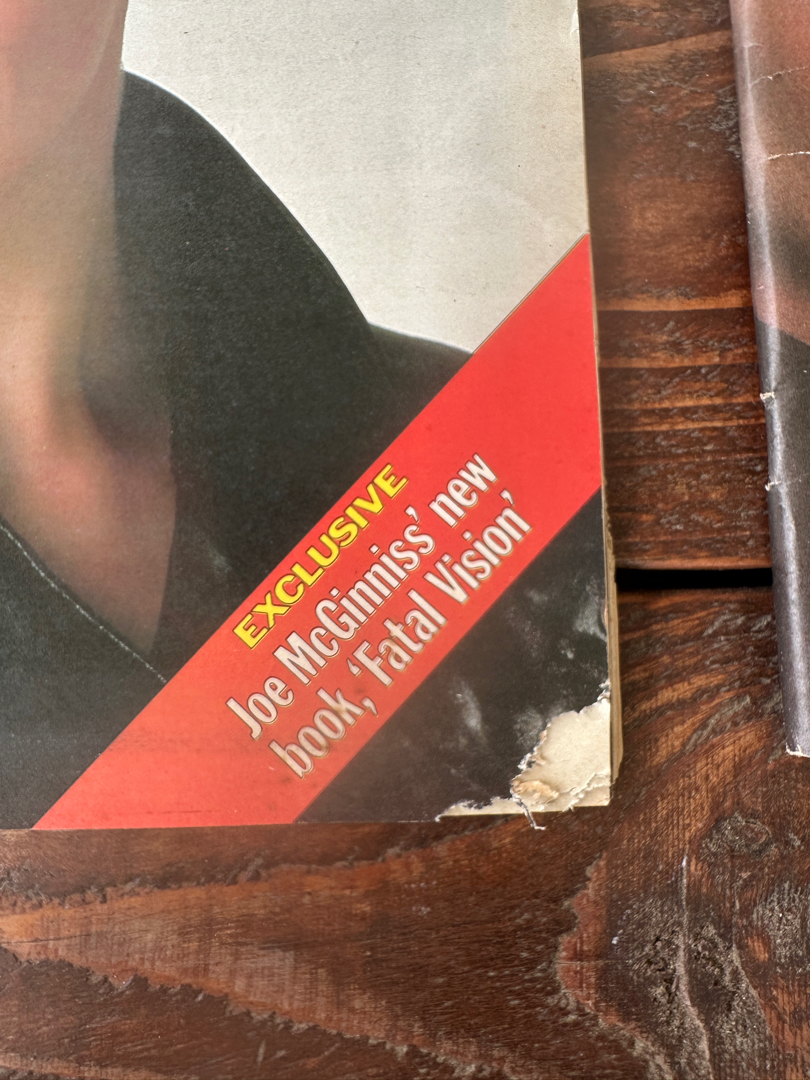 EXCLUSIVE
Joe McGinniss’ new
book, ‘Fatal Vision’